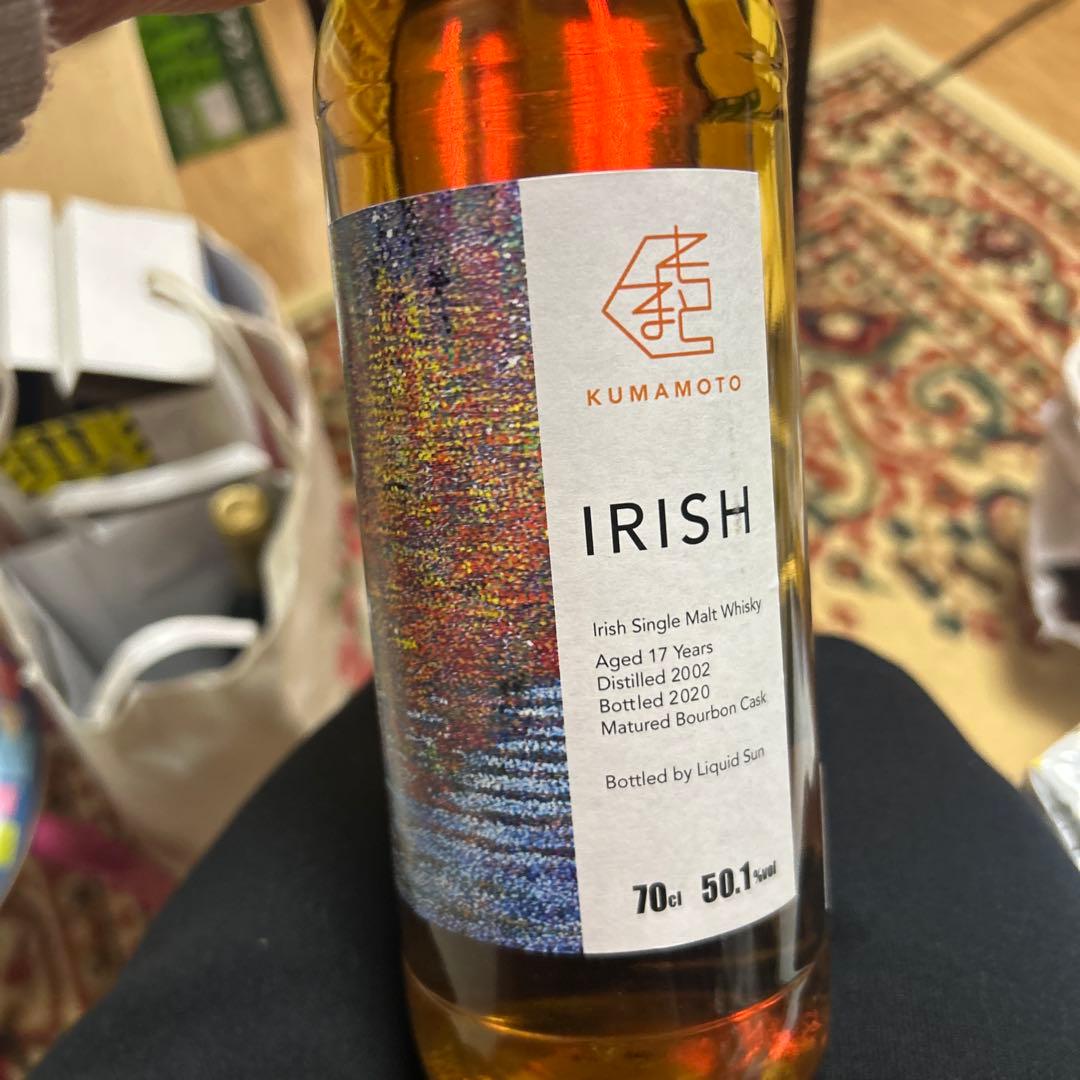 KUMAMOTO
IRISH
Irish Single Malt Whisky
Aged 17 Years
Distilled 2002
Bottled 2020
Matured Bourbon Cask
Bottled by Liquid Sun
70cl 50.1%vol